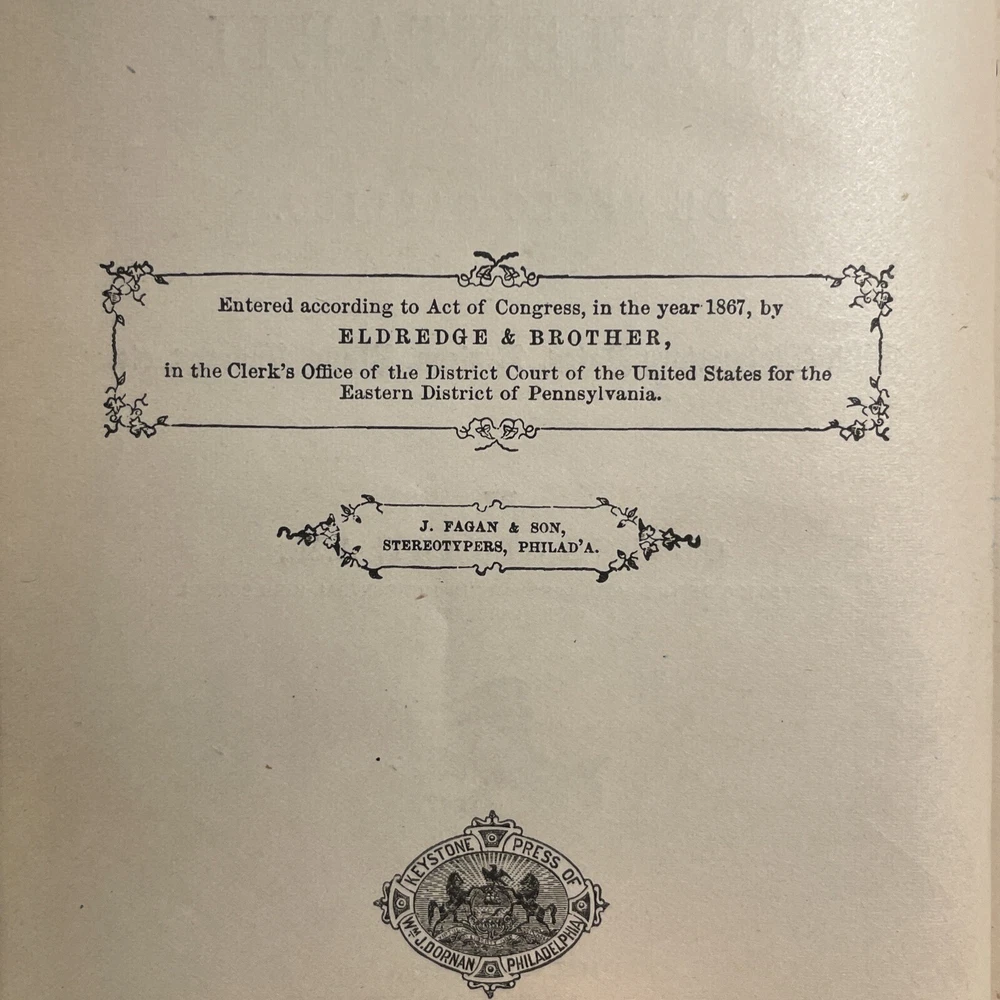 Entered according to Act of Congress, in the year 1867, by
ELDREDGE & BROTHER,
in the Clerk's Office of the District Court of the United States for the
Eastern District of Pennsylvania.
J. FAGAN & SON,
STEREOTYPERS, PHILAD'A.
KEYSTONE PRESS OF
WM. J. DORNAN PHILADELPHIA